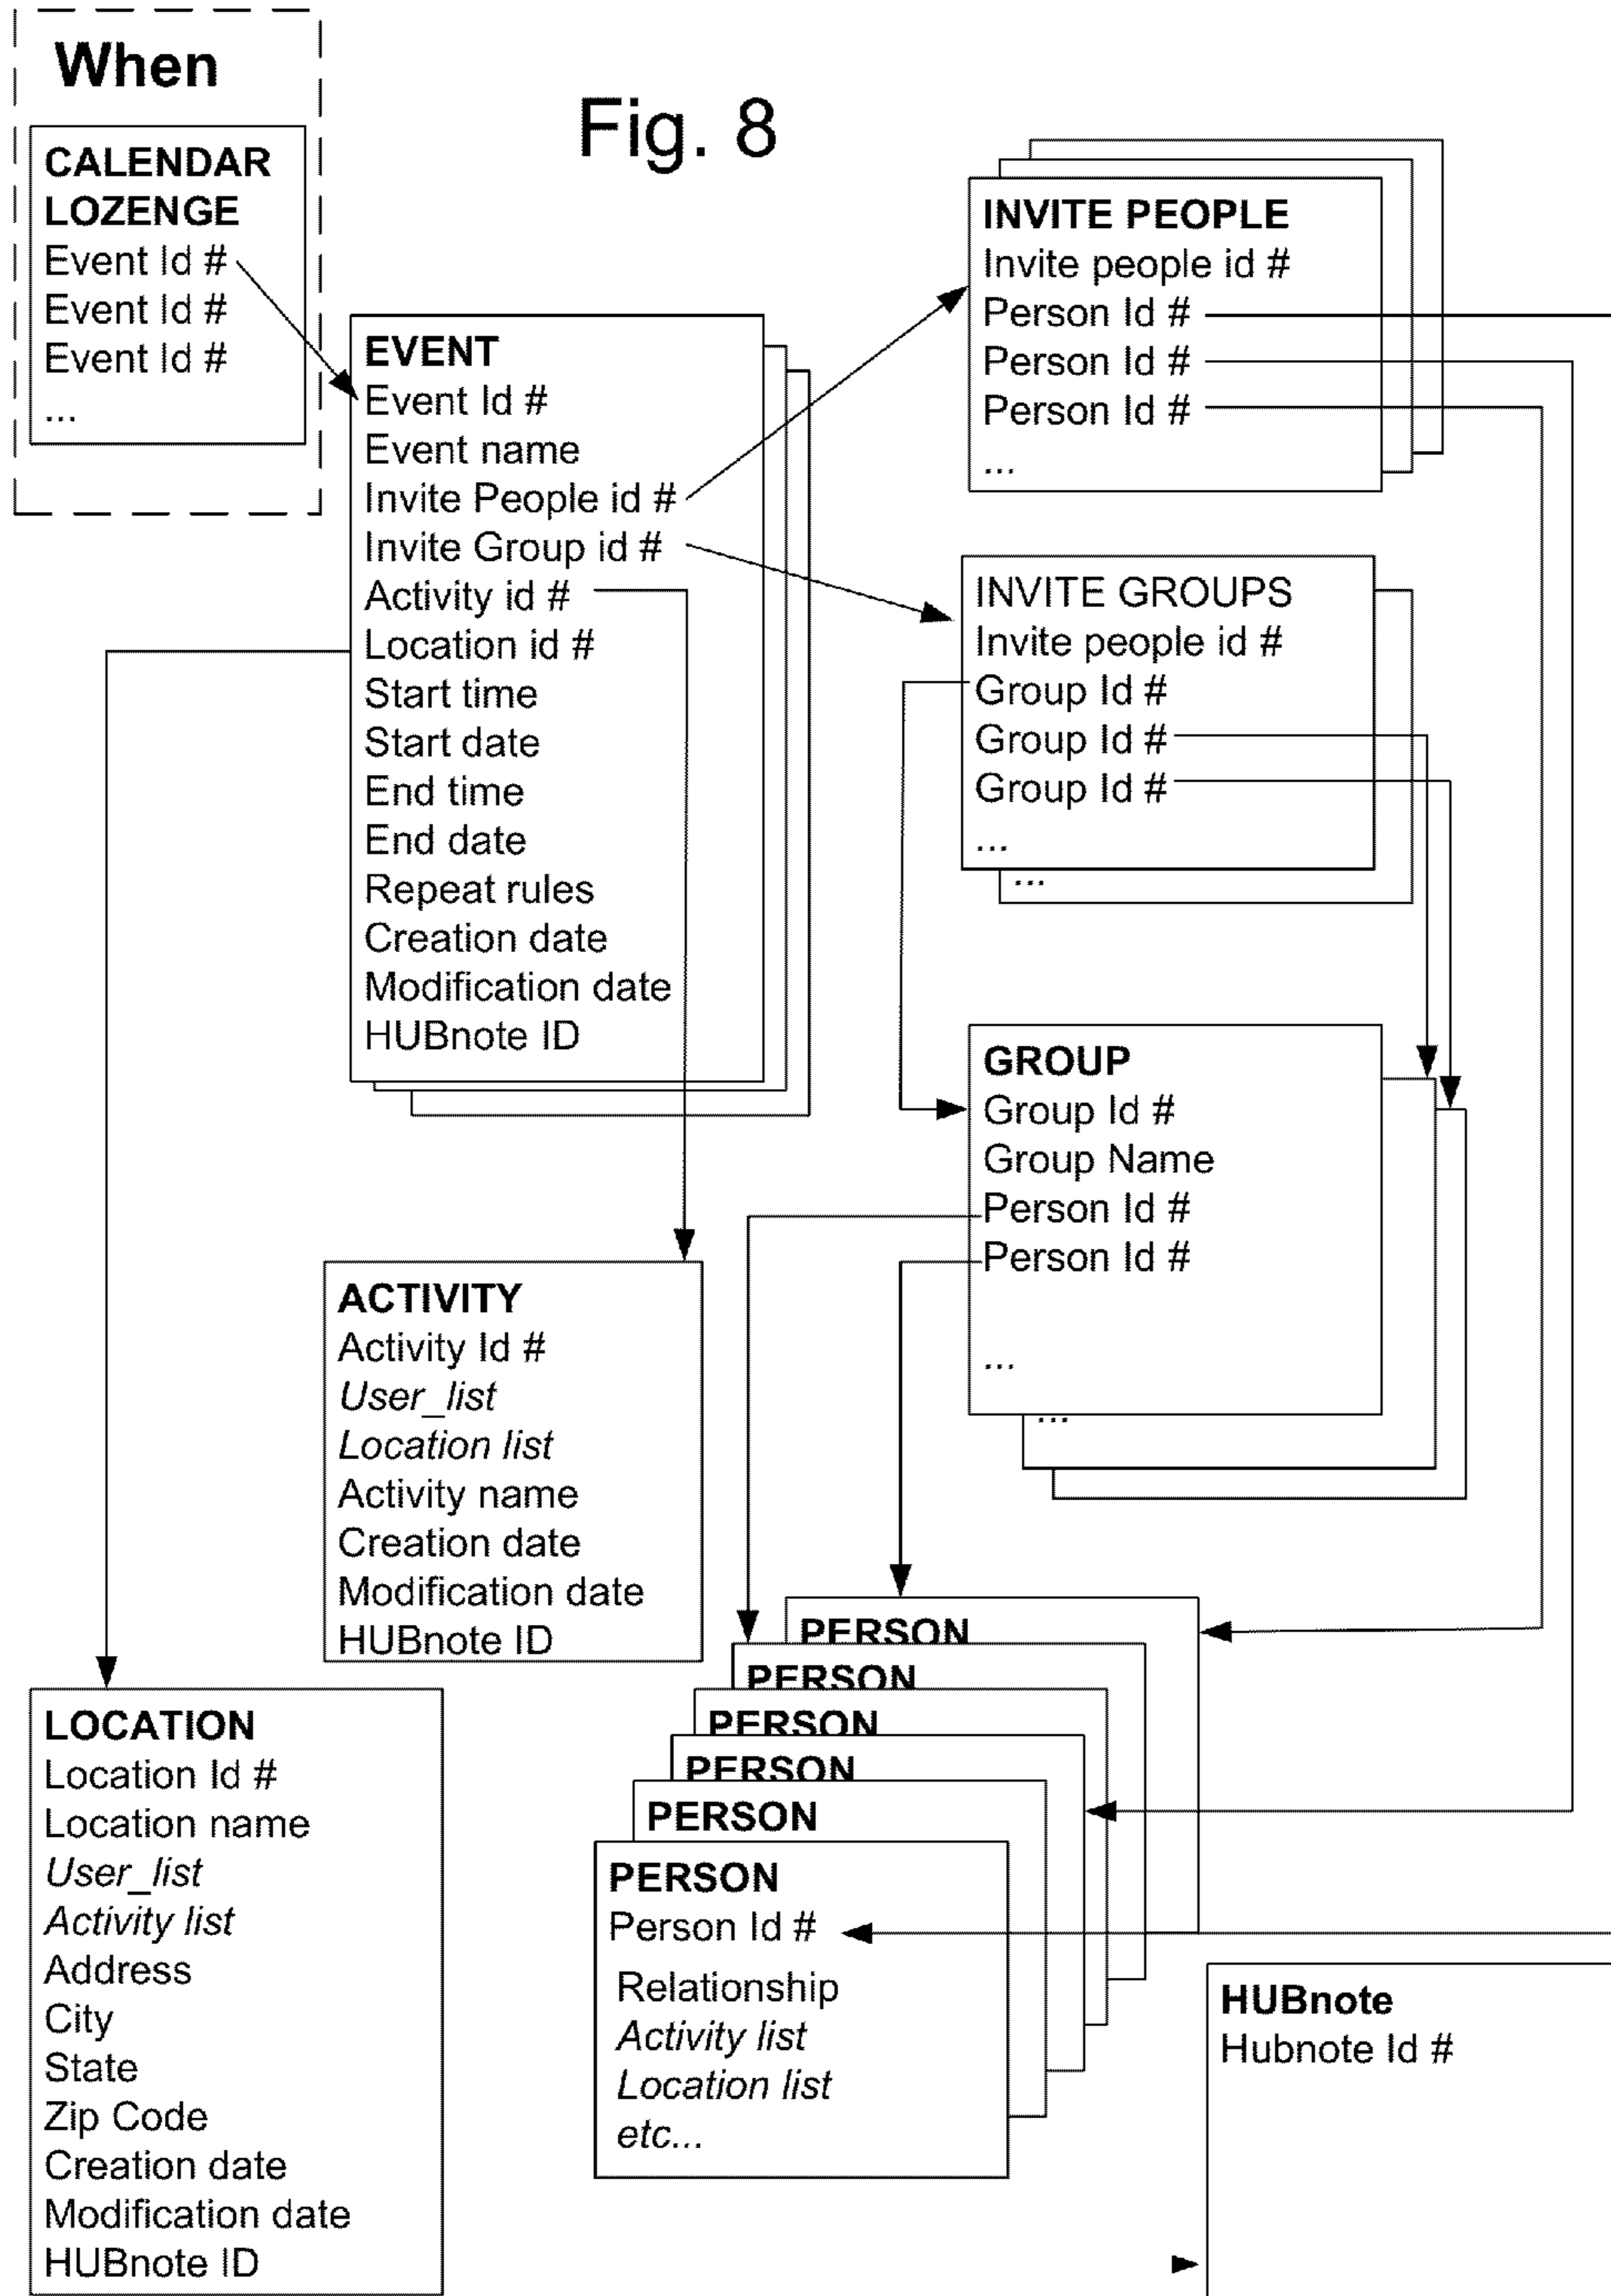 When
CALENDAR
LOZENGE
Event Id #
Event Id #
Event Id #
...
Fig. 8
EVENT
Event Id #
Event name
Invite People id #
Invite Group id #
Activity id #
Location id #
Start time
Start date
End time
End date
Repeat rules
Creation date
Modification date
HUBnote ID
INVITE PEOPLE
Invite people id #
Person Id #
Person Id #
Person Id #
...
INVITE GROUPS
Invite people id #
Group Id #
Group Id #
Group Id #
...
...
GROUP
Group Id #
Group Name
Person Id #
Person Id #
...
...
ACTIVITY
Activity Id #
User_list
Location list
Activity name
Creation date
Modification date
HUBnote ID
LOCATION
Location Id #
Location name
User_list
Activity list
Address
City
State
Zip Code
Creation date
Modification date
HUBnote ID
PERSON
PERSON
PERSON
PERSON
PERSON
PERSON
Person Id #
Relationship
Activity list
Location list
etc...
HUBnote
Hubnote Id #